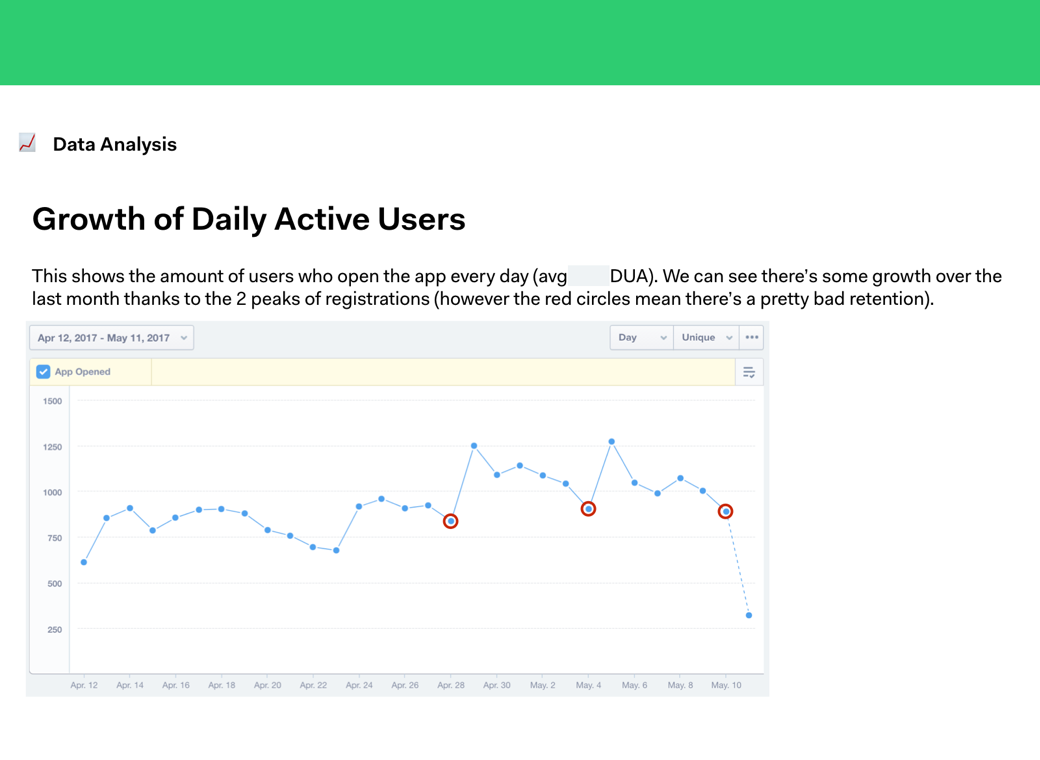 Data Analysis
Growth of Daily Active Users
This shows the amount of users who open the app every day (avg DUA). We can see there's some growth over the
last month thanks to the 2 peaks of registrations (however the red circles mean there's a pretty bad retention).
Apr 12, 2017 - May 11, 2017
Day
Unique
App Opened
1500
1250
1000
750
500
250
Apr. 12 Apr. 14 Apr. 16 Apr. 18 Apr. 20 Apr. 22 Apr. 24 Apr. 26 Apr. 28 Apr. 30 May. 2 May. 4 May. 6 May. 8 May. 10